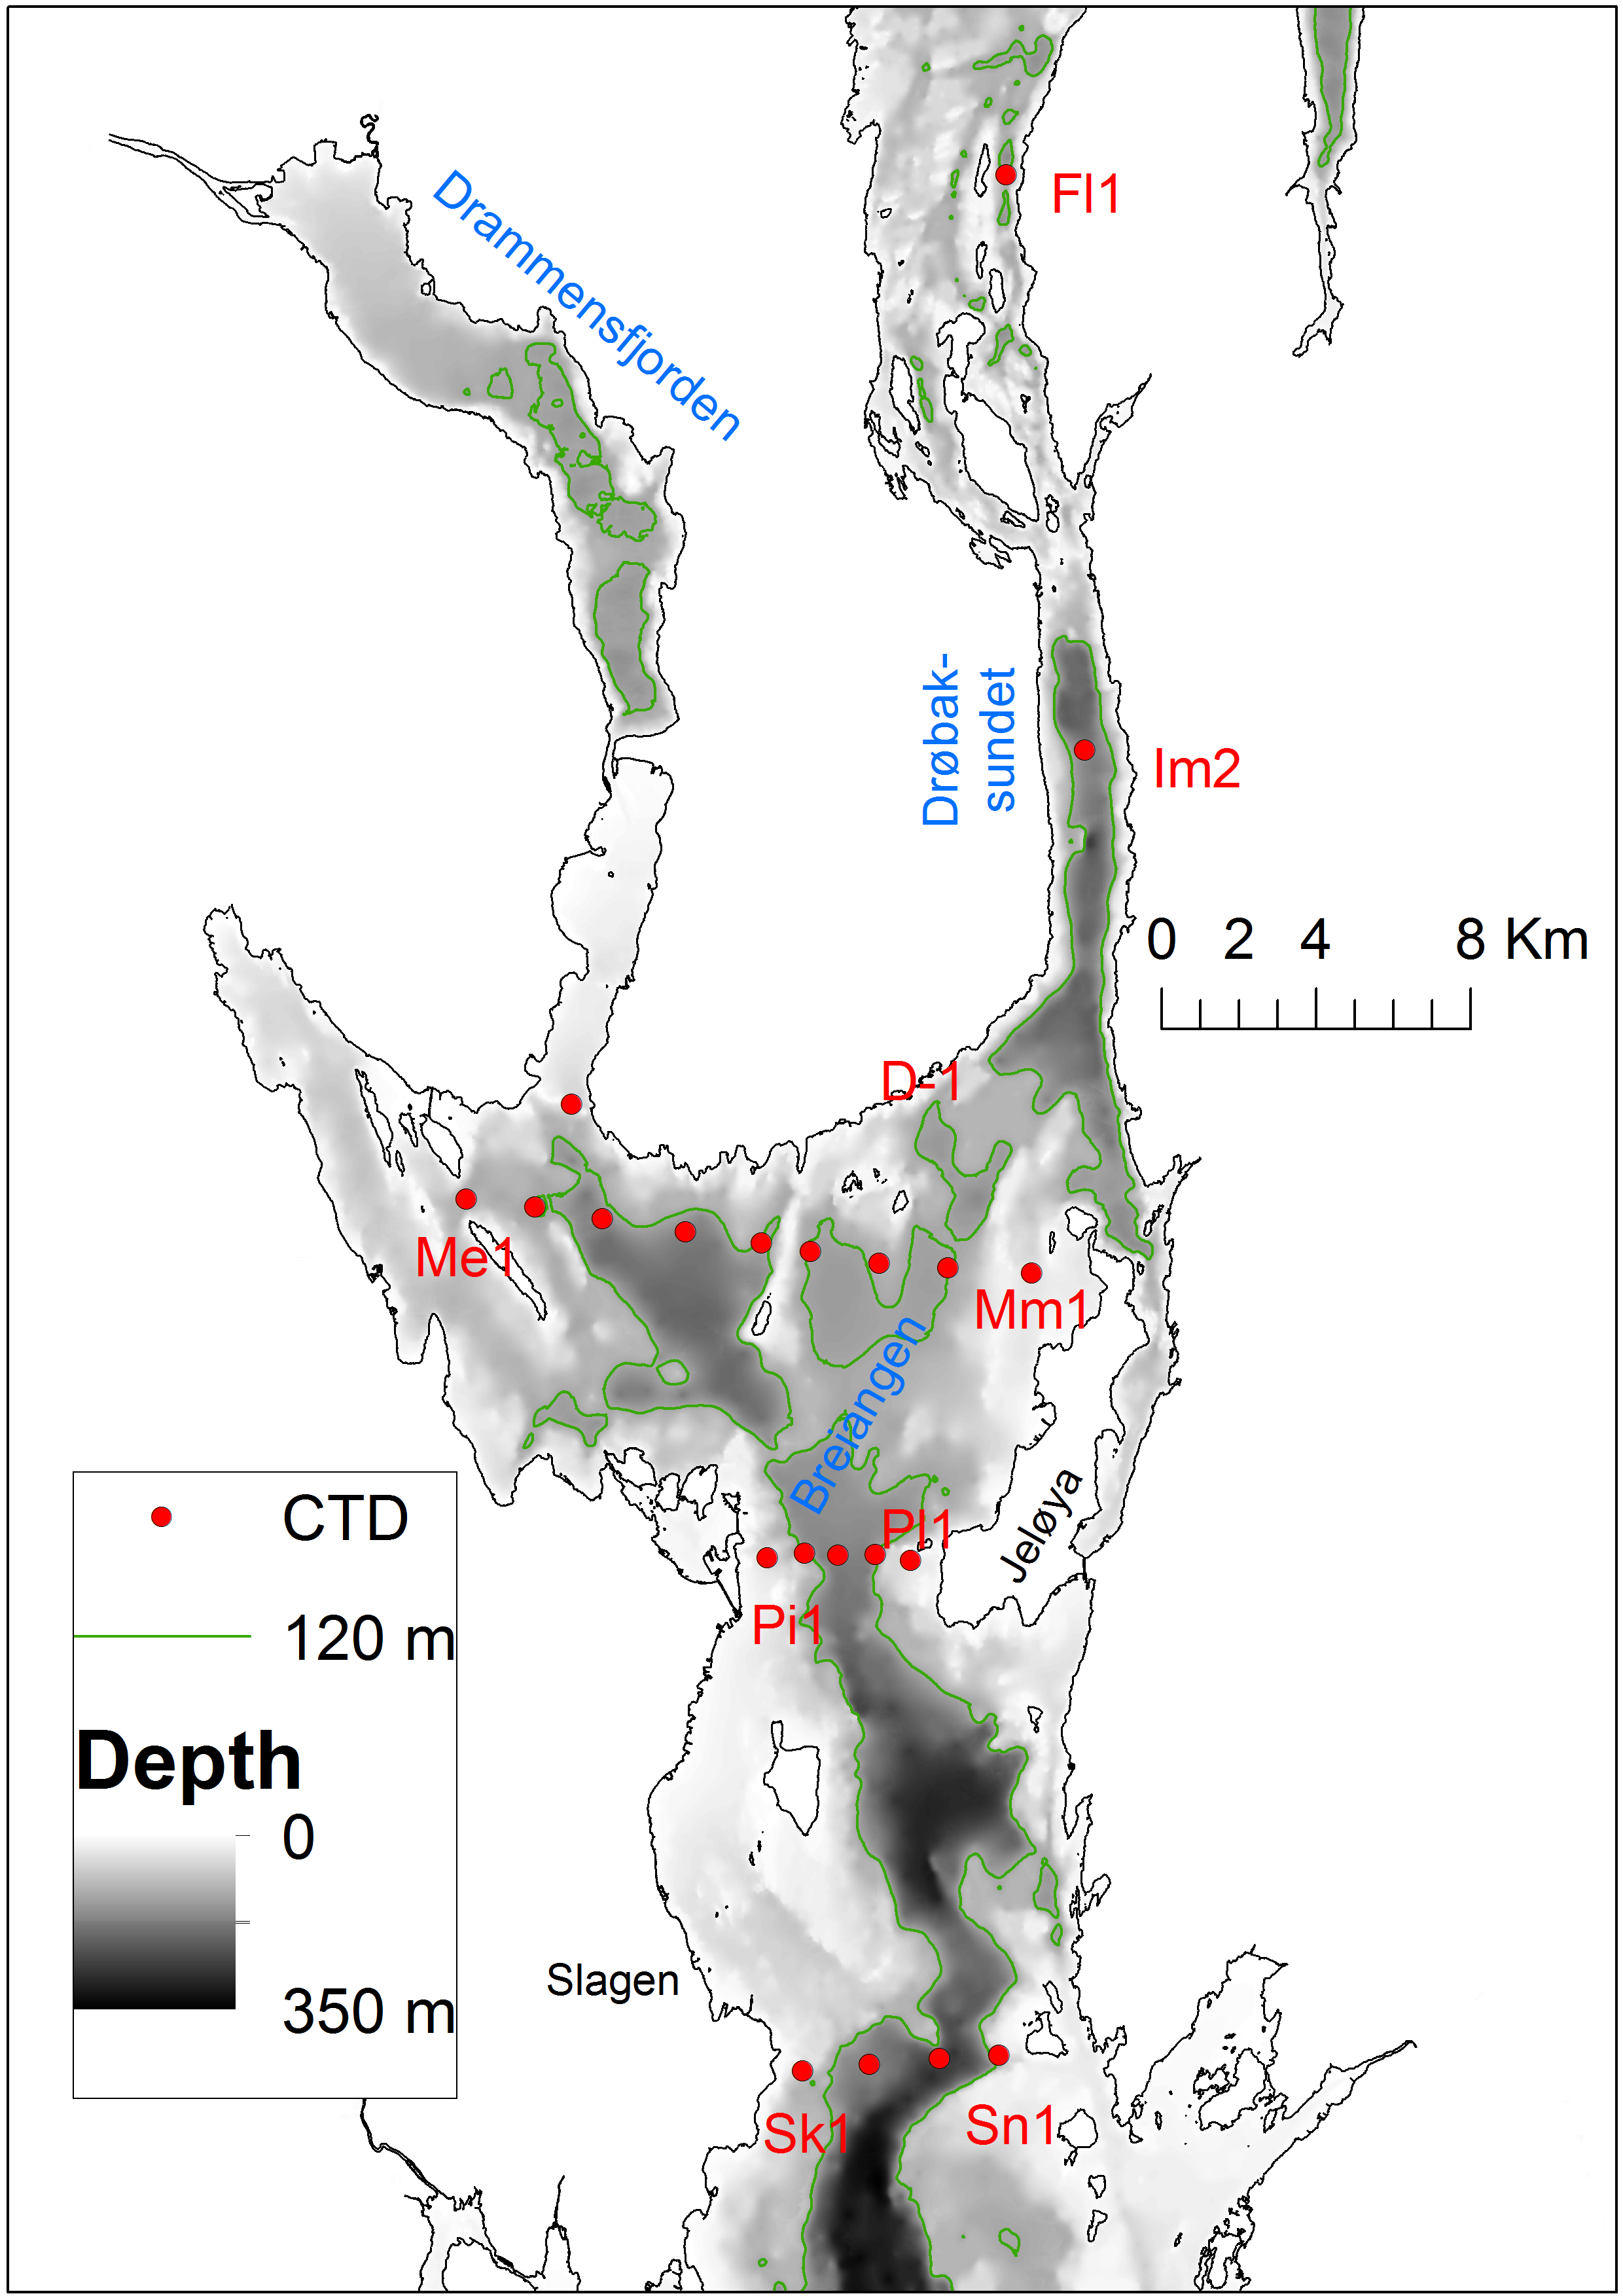 Fl1
Drammensfjorden
Drøbak-
sundet
Im2
0 2 4 8 Km
D-1
Me1
Mm1
Breiangen
Pl1
Jeløya
Pi1
CTD
120 m
Depth
0
350 m
Slagen
Sk1
Sn1